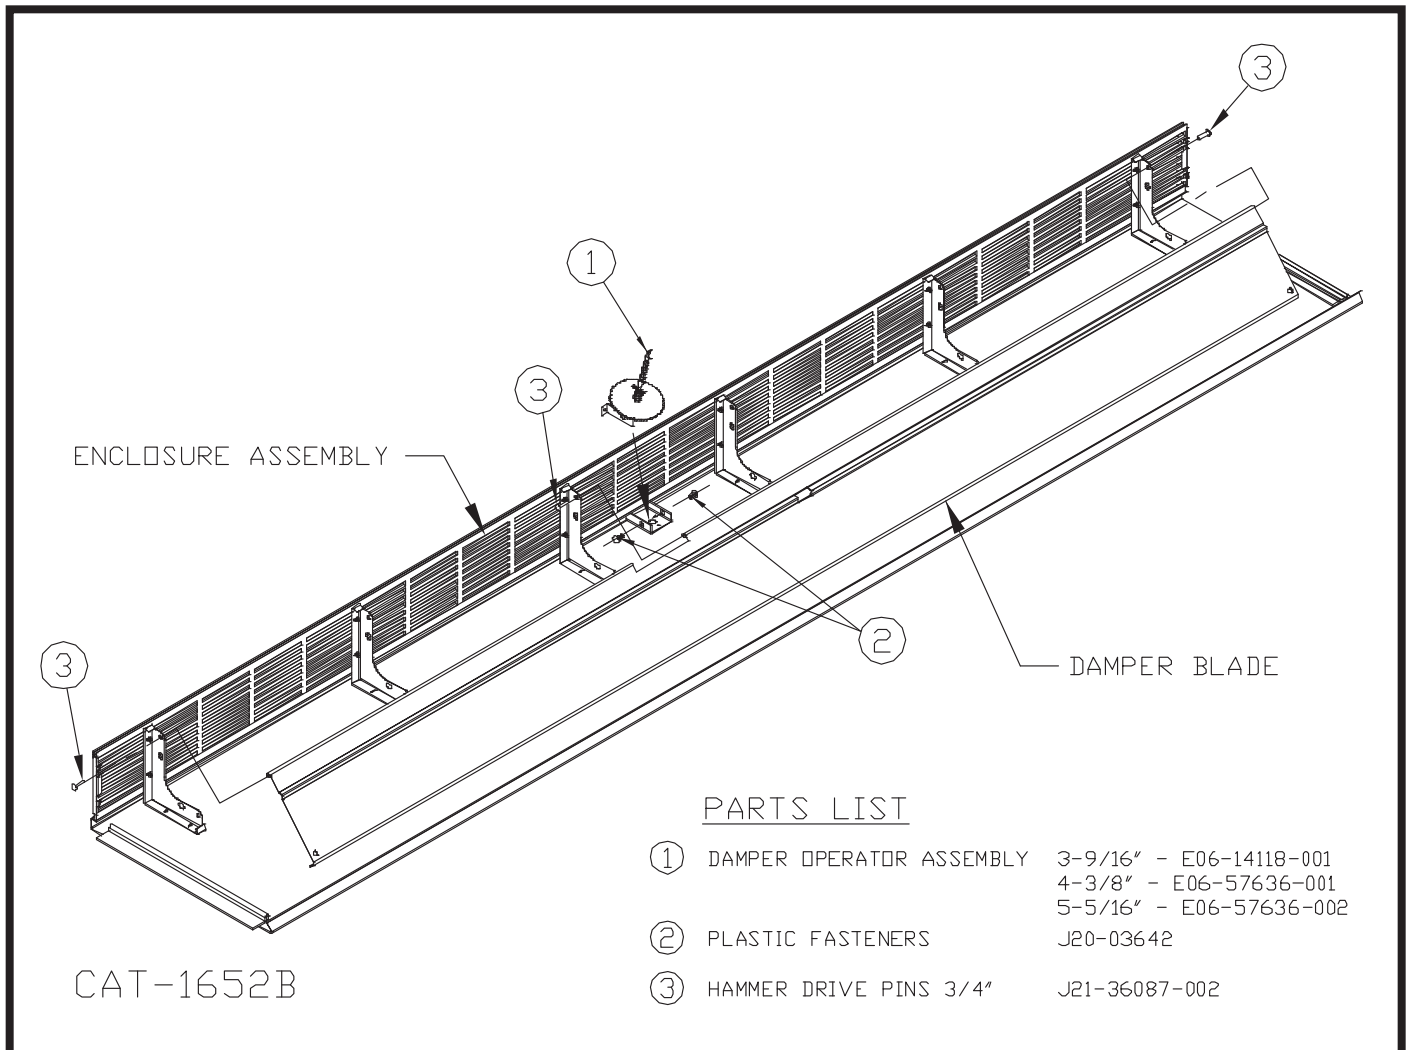 3
1
3
ENCLOSURE ASSEMBLY
2
3
DAMPER BLADE
PARTS LIST
1 DAMPER OPERATOR ASSEMBLY 3-9/16" - E06-14118-001
4-3/8" - E06-57636-001
5-5/16" - E06-57636-002
2 PLASTIC FASTENERS J20-03642
3 HAMMER DRIVE PINS 3/4" J21-36087-002
CAT-1652B